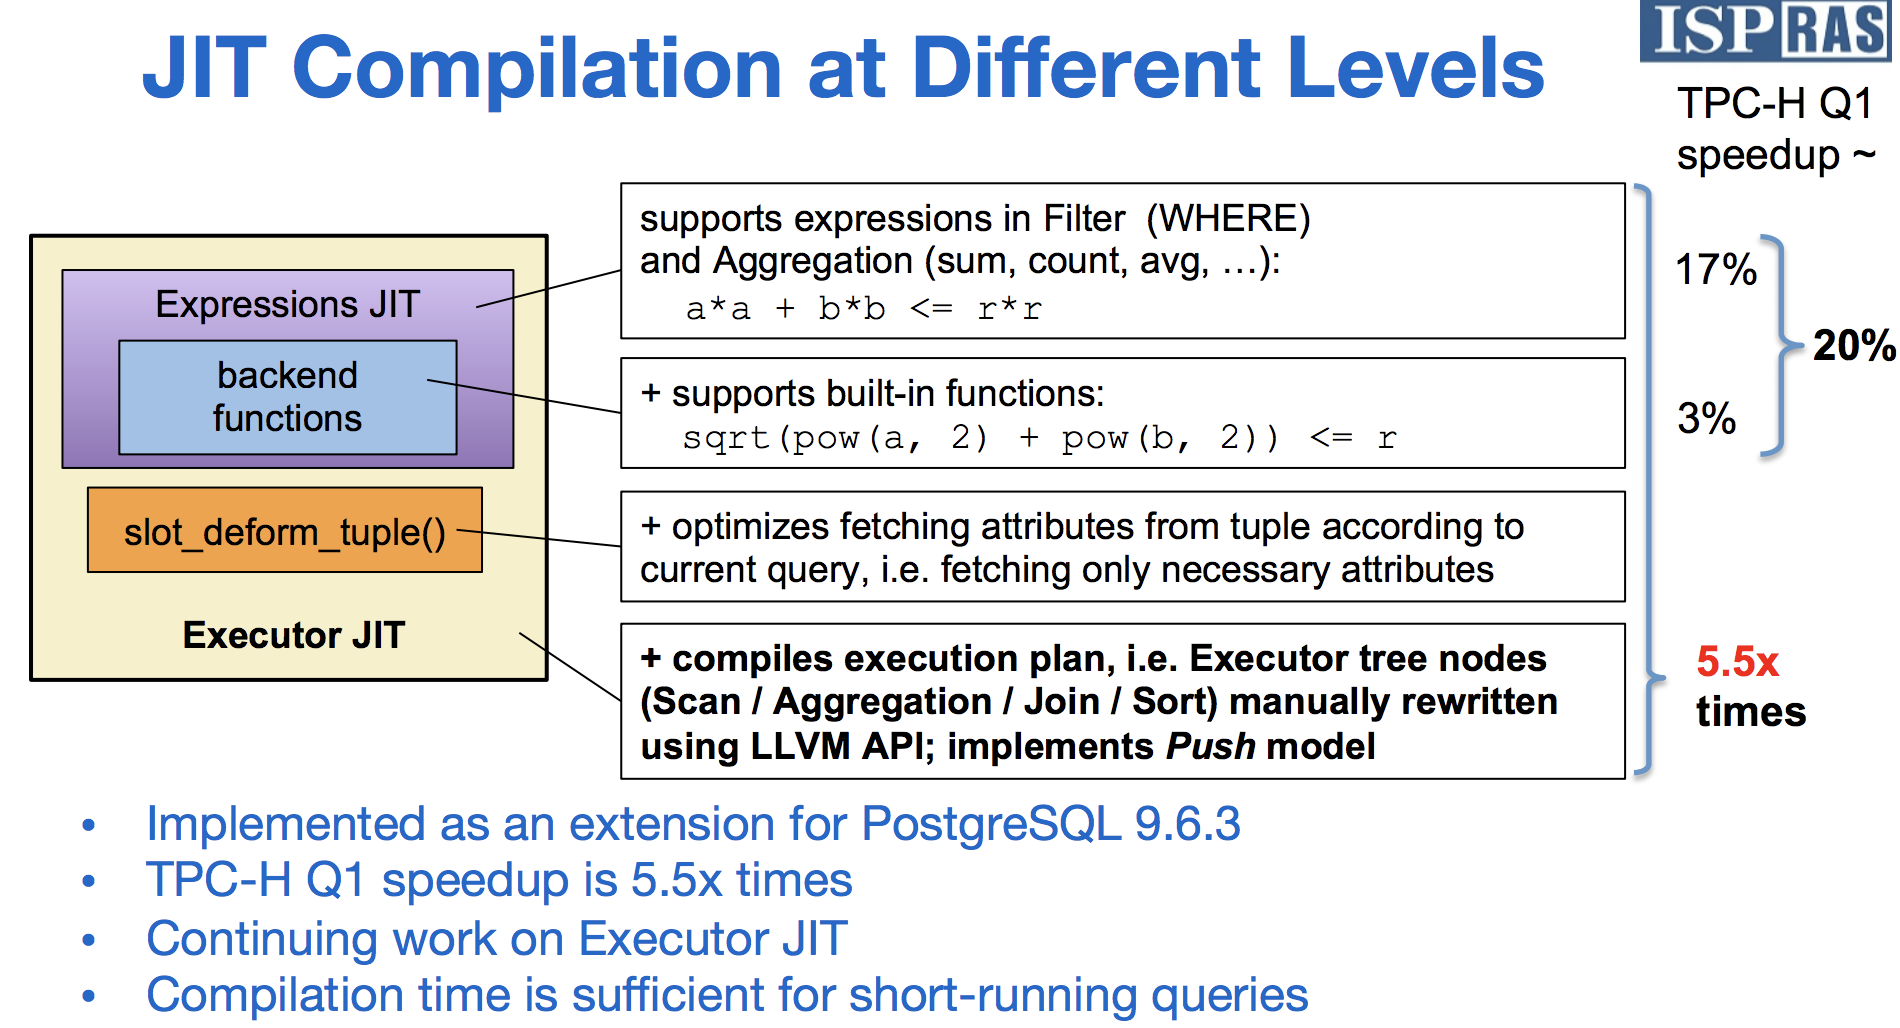 JIT Compilation at Different Levels
ISP RAS
TPC-H Q1
speedup ~
Expressions JIT
backend
functions
slot_deform_tuple()
Executor JIT
supports expressions in Filter (WHERE)
and Aggregation (sum, count, avg, …):
a*a + b*b <= r*r
+ supports built-in functions:
sqrt(pow(a, 2) + pow(b, 2)) <= r
+ optimizes fetching attributes from tuple according to
current query, i.e. fetching only necessary attributes
+ compiles execution plan, i.e. Executor tree nodes
(Scan / Aggregation / Join / Sort) manually rewritten
using LLVM API; implements Push model
17%
3%
20%
5.5x
times
• Implemented as an extension for PostgreSQL 9.6.3
• TPC-H Q1 speedup is 5.5x times
• Continuing work on Executor JIT
• Compilation time is sufficient for short-running queries